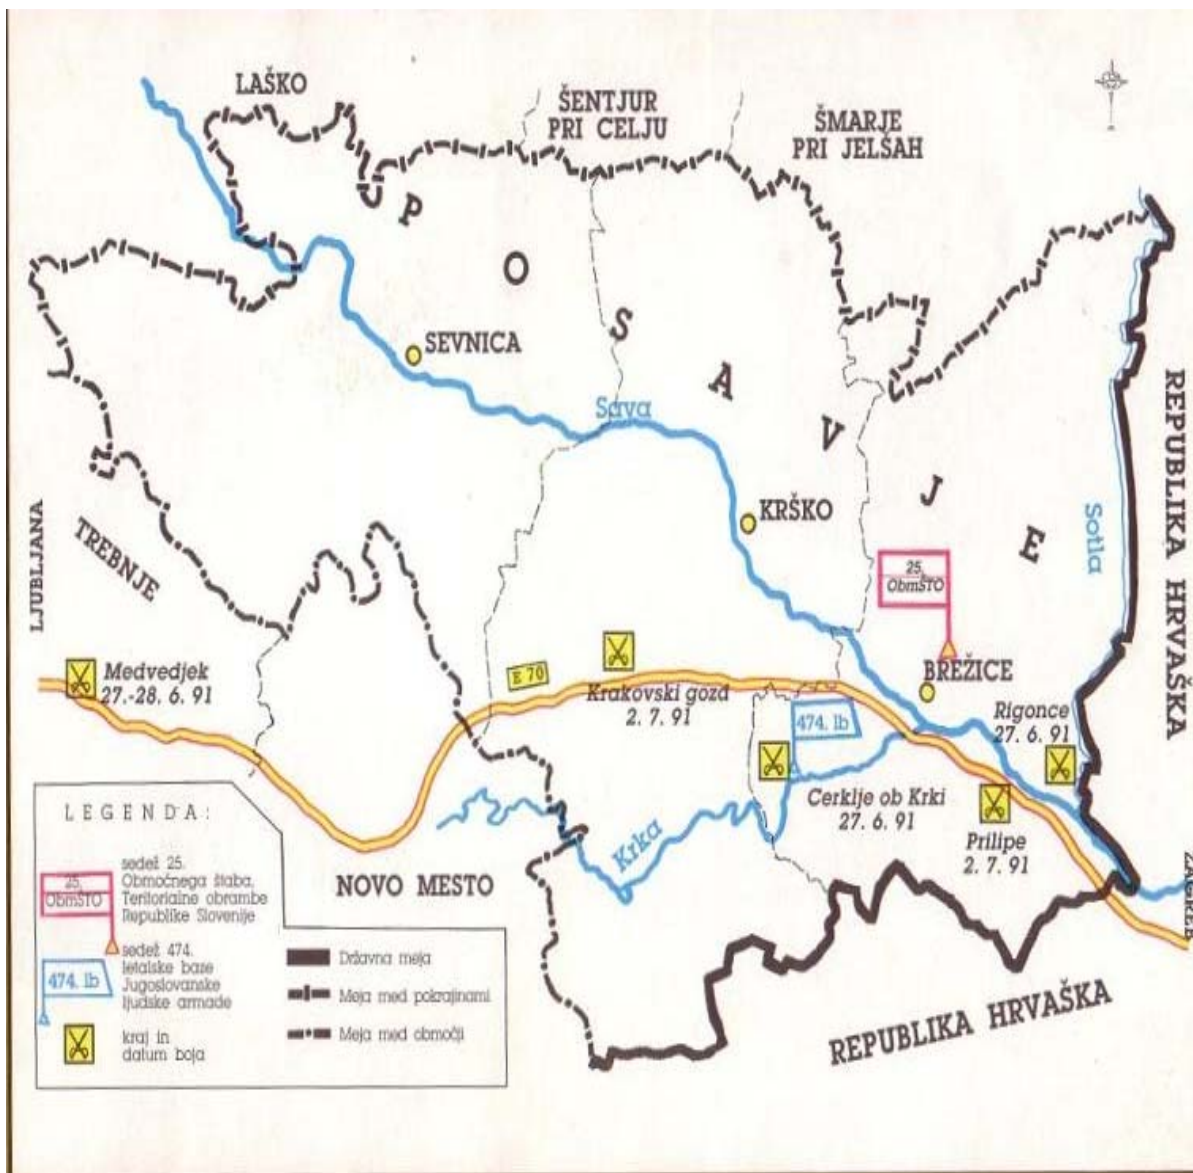 LAŠKO
ŠENTJUR
PRI CELJU
ŠMARJE
PRI JELŠAH
P
O
S
A
V
J
E
SEVNICA
Sava
KRŠKO
REPUBLIKA HRVAŠKA
Sotla
LJUBLJANA
TREBNJE
25.
ObmŠTO
BREŽICE
Medvedjek
27.-28. 6. 91
E 70
Krakovski gozd
2. 7. 91
474. lb
Rigonce
27. 6. 91
Cerklje ob Krki
27. 6. 91
Prilipe
2. 7. 91
Krka
NOVO MESTO
ZAGREB
REPUBLIKA HRVAŠKA
LEGENDA:
25.
ObmŠTO
sedež 25.
Območnega štaba,
Teritorialne obrambe
Republike Slovenije
474. lb
sedež 474.
letalske baze
Jugoslovanske
ljudske armade
kraj in
datum boja
Državna meja
Meja med pokrajinami
Meja med območji